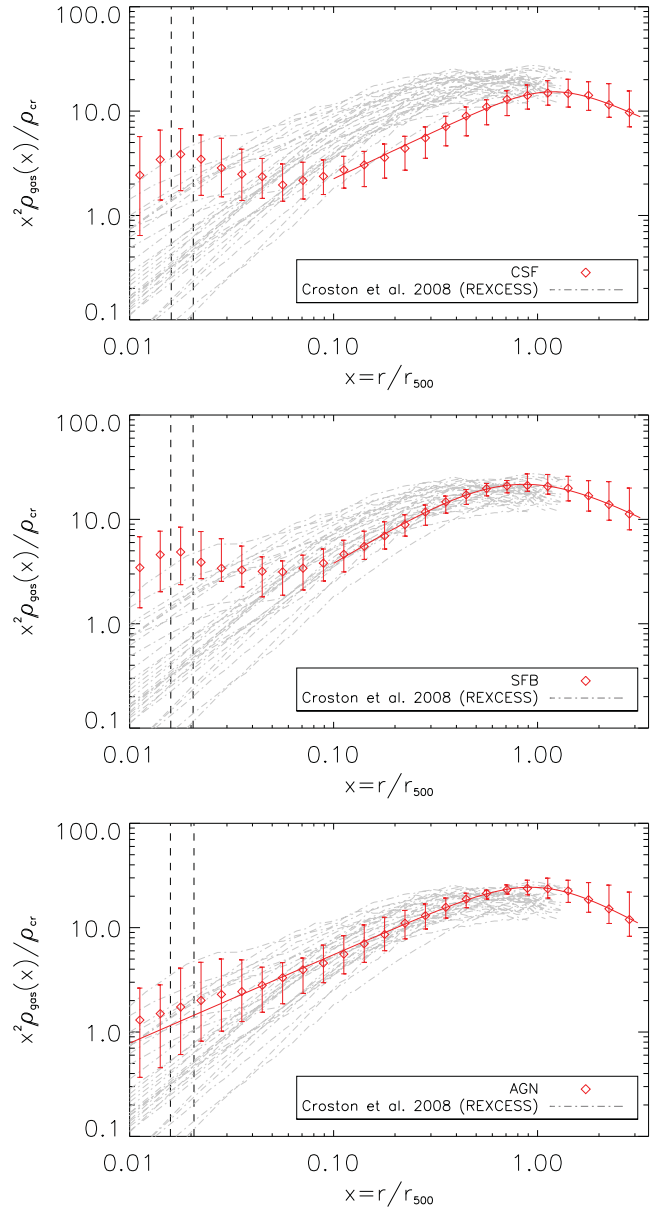 100.0
10.0
1.0
0.1
x²ρgas(x)/ρcr
CSF
Croston et al. 2008 (REXCESS)
0.01 0.10 1.00
x=r/r500
100.0
10.0
1.0
0.1
x²ρgas(x)/ρcr
SFB
Croston et al. 2008 (REXCESS)
0.01 0.10 1.00
x=r/r500
100.0
10.0
1.0
0.1
x²ρgas(x)/ρcr
AGN
Croston et al. 2008 (REXCESS)
0.01 0.10 1.00
x=r/r500